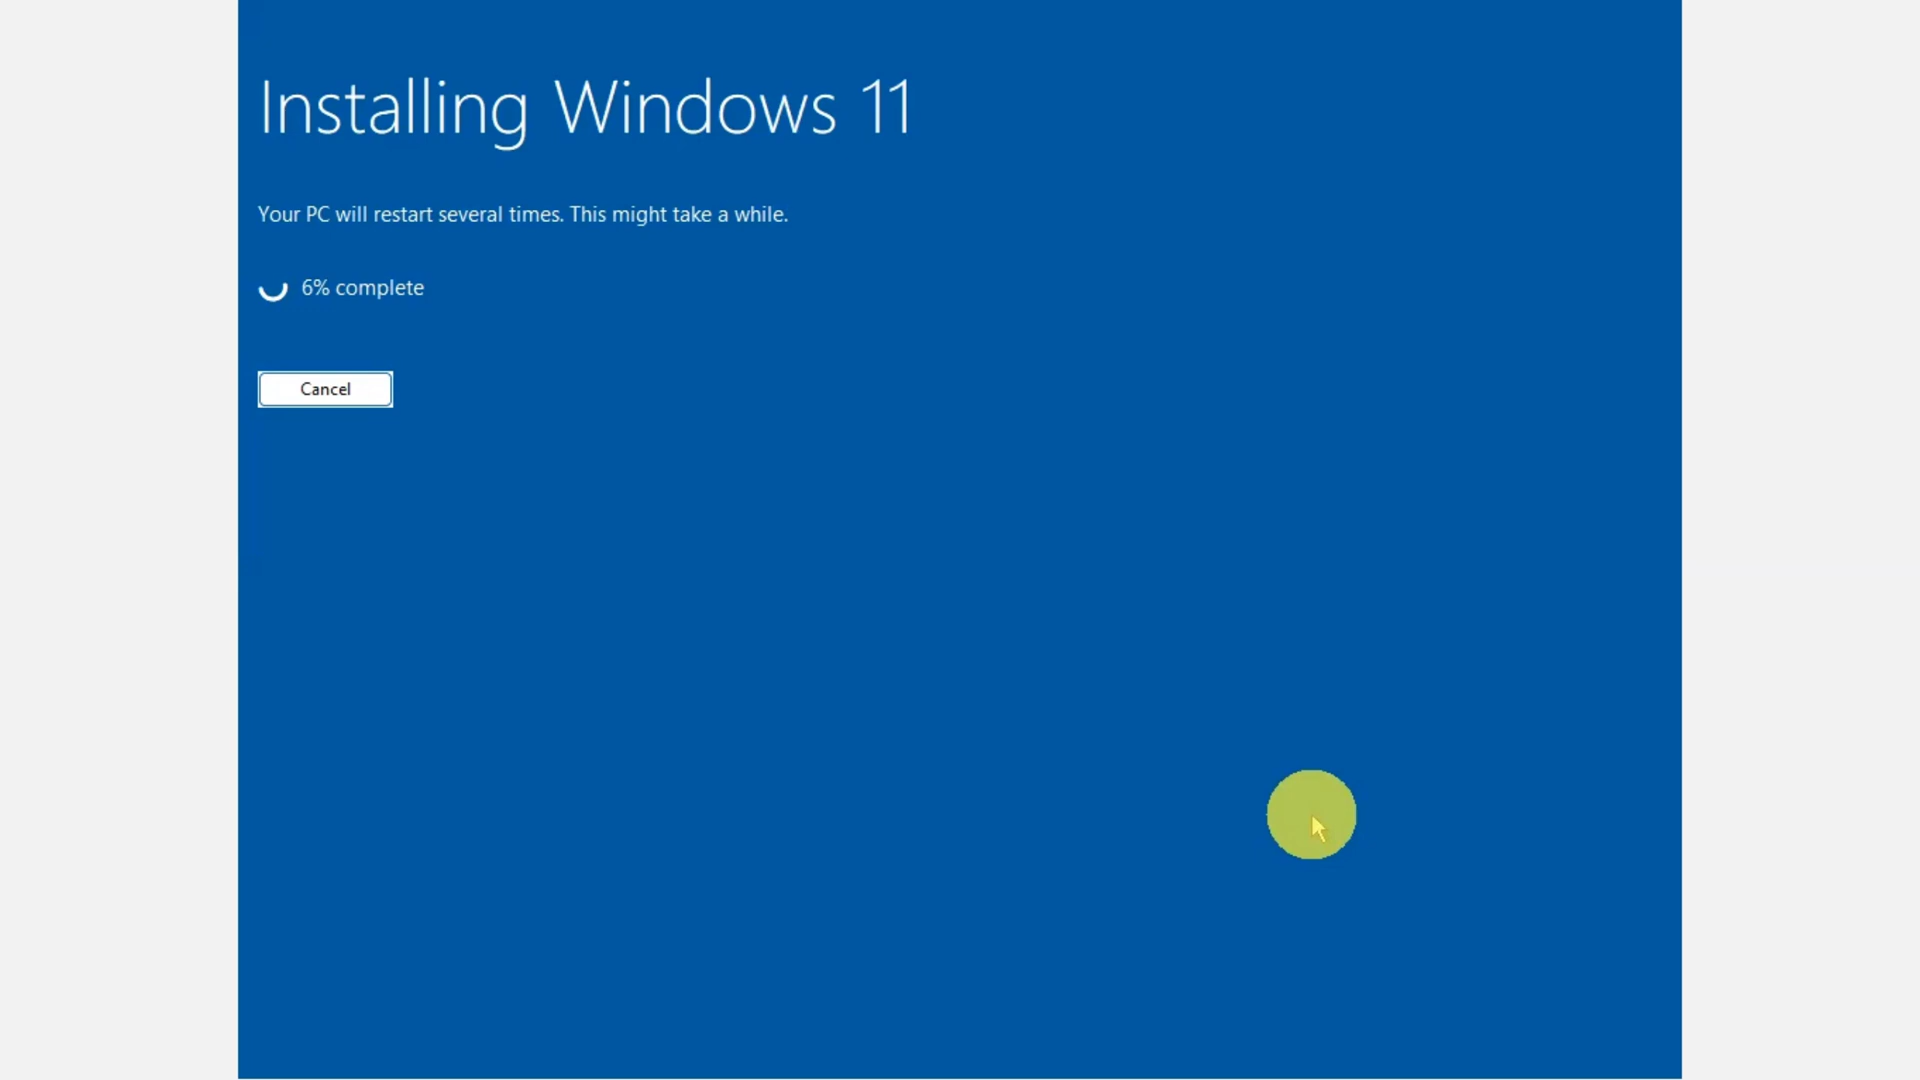 Installing Windows 11
Your PC will restart several times. This might take a while.
6% complete
Cancel